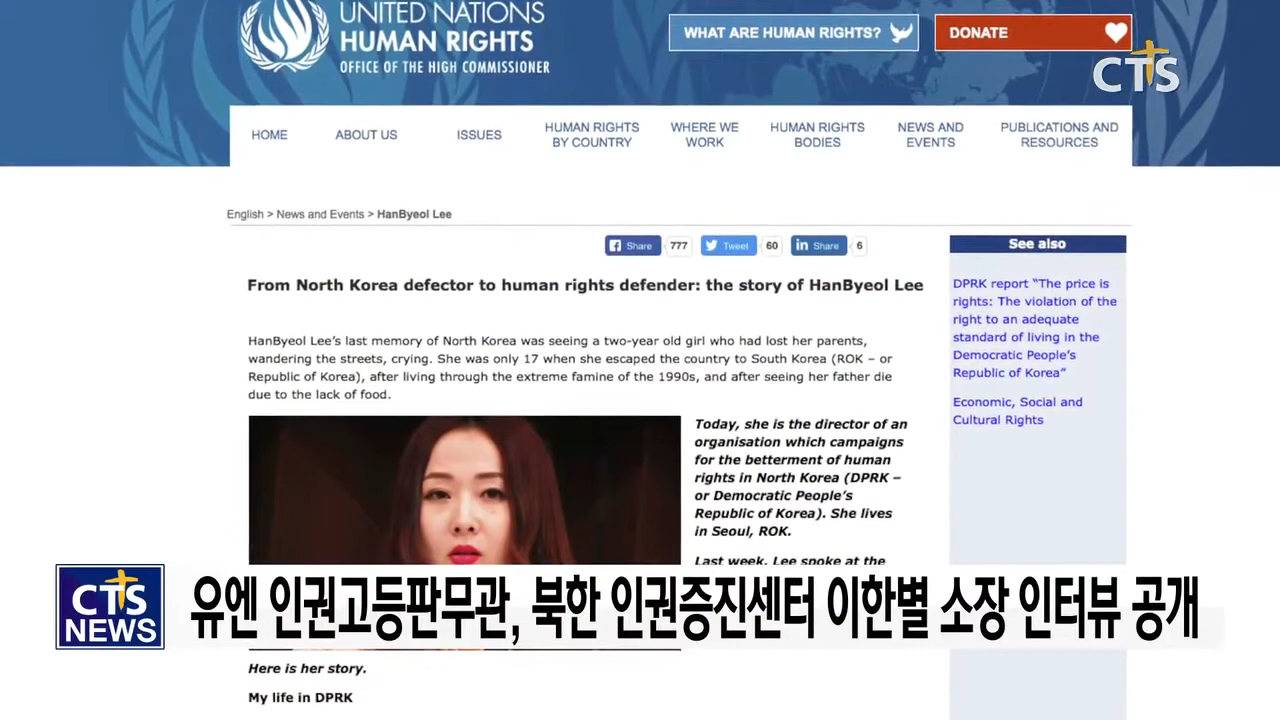 UNITED NATIONS
HUMAN RIGHTS
OFFICE OF THE HIGH COMMISSIONER
WHAT ARE HUMAN RIGHTS?
DONATE
CTS
HOME
ABOUT US
ISSUES
HUMAN RIGHTS
BY COUNTRY
WHERE WE
WORK
HUMAN RIGHTS
BODIES
NEWS AND
EVENTS
PUBLICATIONS AND
RESOURCES
English > News and Events > HanByeol Lee
Share 777 Tweet 60 in Share 6
From North Korea defector to human rights defender: the story of HanByeol Lee
HanByeol Lee's last memory of North Korea was seeing a two-year old girl who had lost her parents,
wandering the streets, crying. She was only 17 when she escaped the country to South Korea (ROK – or
Republic of Korea), after living through the extreme famine of the 1990s, and after seeing her father die
due to the lack of food.
Today, she is the director of an
organisation which campaigns
for the betterment of human
rights in North Korea (DPRK –
or Democratic People's
Republic of Korea). She lives
in Seoul, ROK.
Last week, Lee spoke at the
See also
DPRK report “The price is
rights: The violation of the
right to an adequate
standard of living in the
Democratic People's
Republic of Korea”
Economic, Social and
Cultural Rights
CTS
NEWS
유엔 인권고등판무관, 북한 인권증진센터 이한별 소장 인터뷰 공개
Here is her story.
My life in DPRK